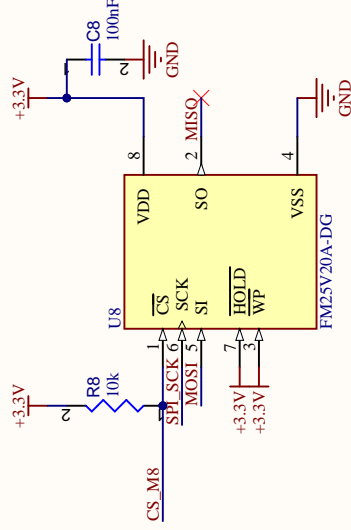 +3.3V
1
C8
100nF
2
GND
+3.3V
2
R8
10k
1
CS_M8
SPI_SCK
MOSI
+3.3V
+3.3V
1
6
5
7
3
U8
CS
SCK
SI
HOLD
WP
VDD
SO
VSS
FM25V20A-DG
8
2
4
MISO
GND